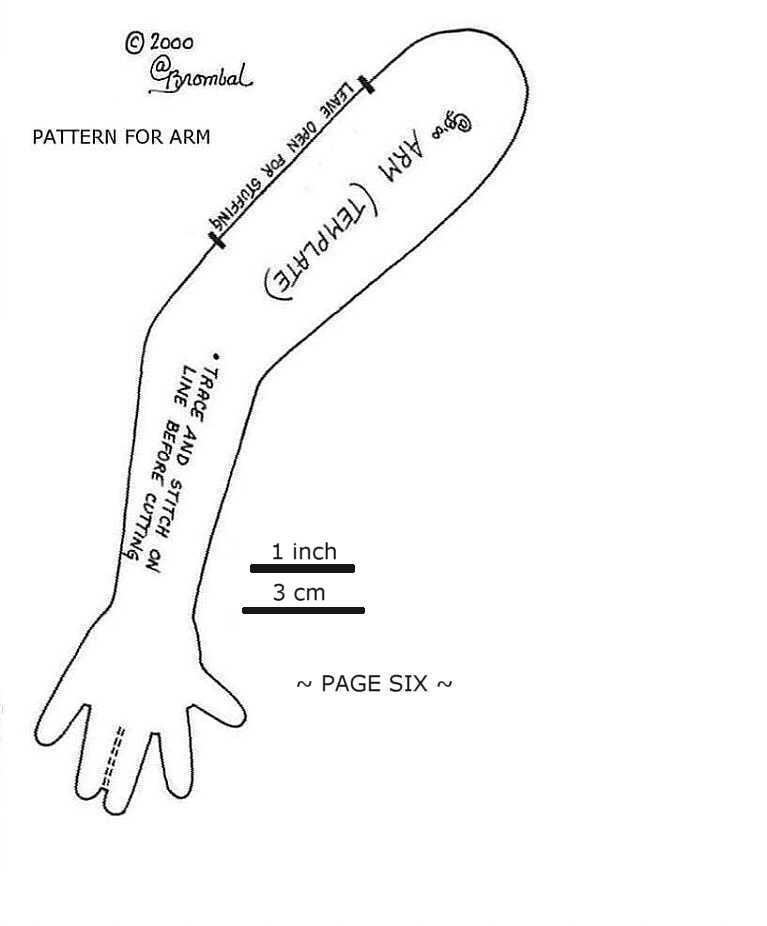 © 2000
@Brombal
PATTERN FOR ARM
LEAVE OPEN FOR STUFFING
ARM (TEMPLATE)
• TRACE AND STITCH ON
LINE BEFORE CUTTING
1 inch
3 cm
~ PAGE SIX ~